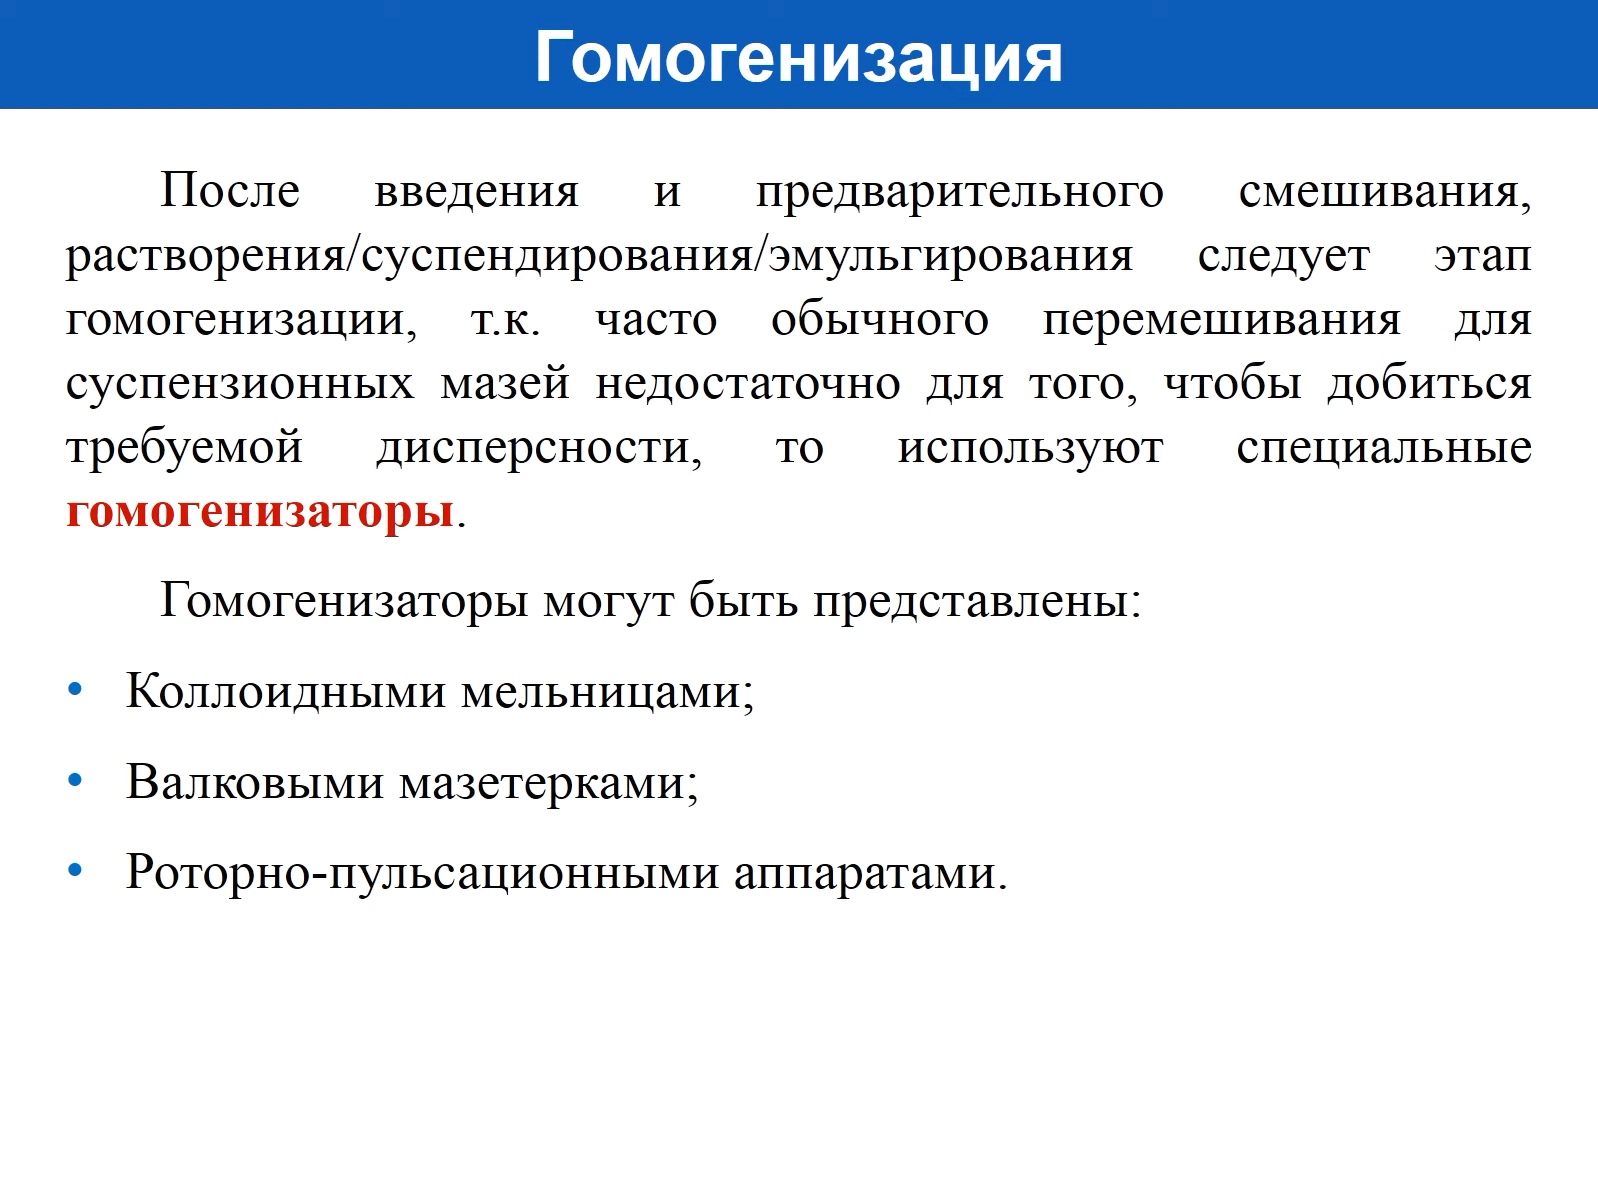 Гомогенизация
После введения и предварительного смешивания,
растворения/суспендирования/эмульгирования следует этап
гомогенизации, т.к. часто обычного перемешивания для
суспензионных мазей недостаточно для того, чтобы добиться
требуемой дисперсности, то используют специальные
гомогенизаторы.
Гомогенизаторы могут быть представлены:
• Коллоидными мельницами;
• Валковыми мазетерками;
• Роторно-пульсационными аппаратами.